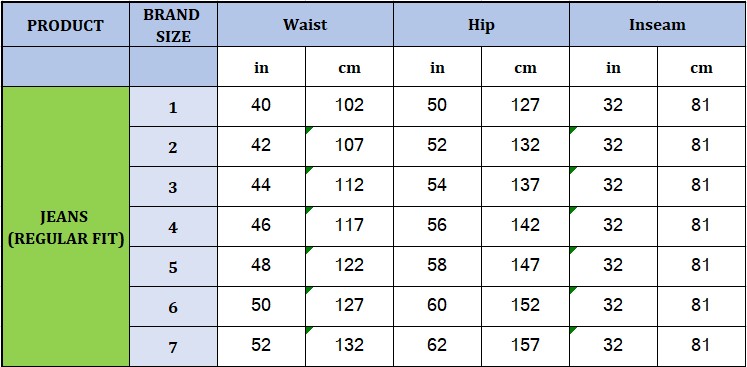 PRODUCT BRAND SIZE Waist Hip Inseam
in cm in cm in cm
JEANS (REGULAR FIT)
1 40 102 50 127 32 81
2 42 107 52 132 32 81
3 44 112 54 137 32 81
4 46 117 56 142 32 81
5 48 122 58 147 32 81
6 50 127 60 152 32 81
7 52 132 62 157 32 81